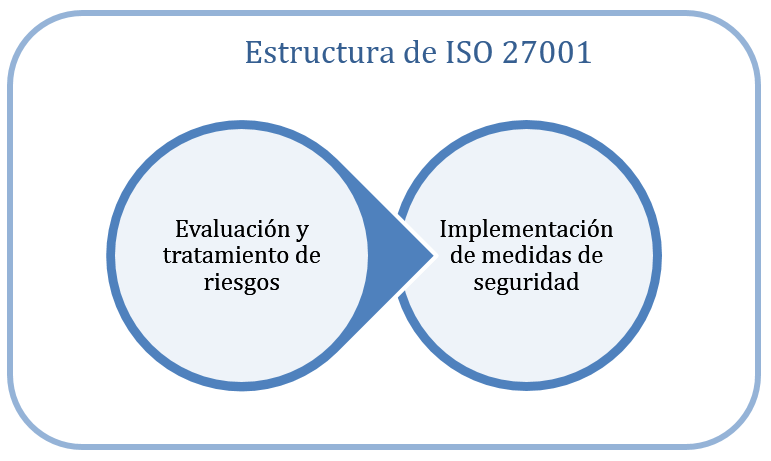 Estructura de ISO 27001
Evaluación y
tratamiento de
riesgos
Implementación
de medidas de
seguridad